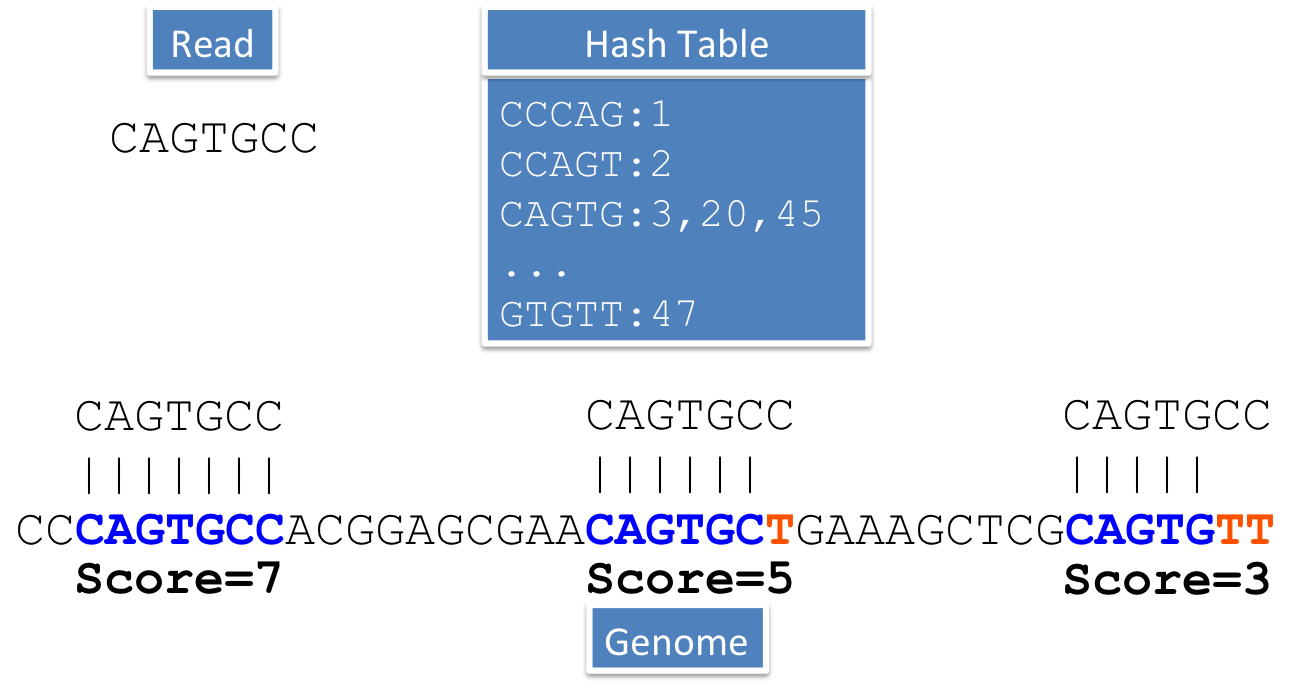 Read
Hash Table
CAGTGCC
CCCAG:1
CCAGT:2
CAGTG:3,20,45
...
GTGTT:47
CAGTGCC CAGTGCC CAGTGCC
||||||| |||||| |||||
CCCAGTGCCACGGAGCGAACAGTGCTGAAAGCTCGCAGTGTT
Score=7 Score=5 Score=3
Genome